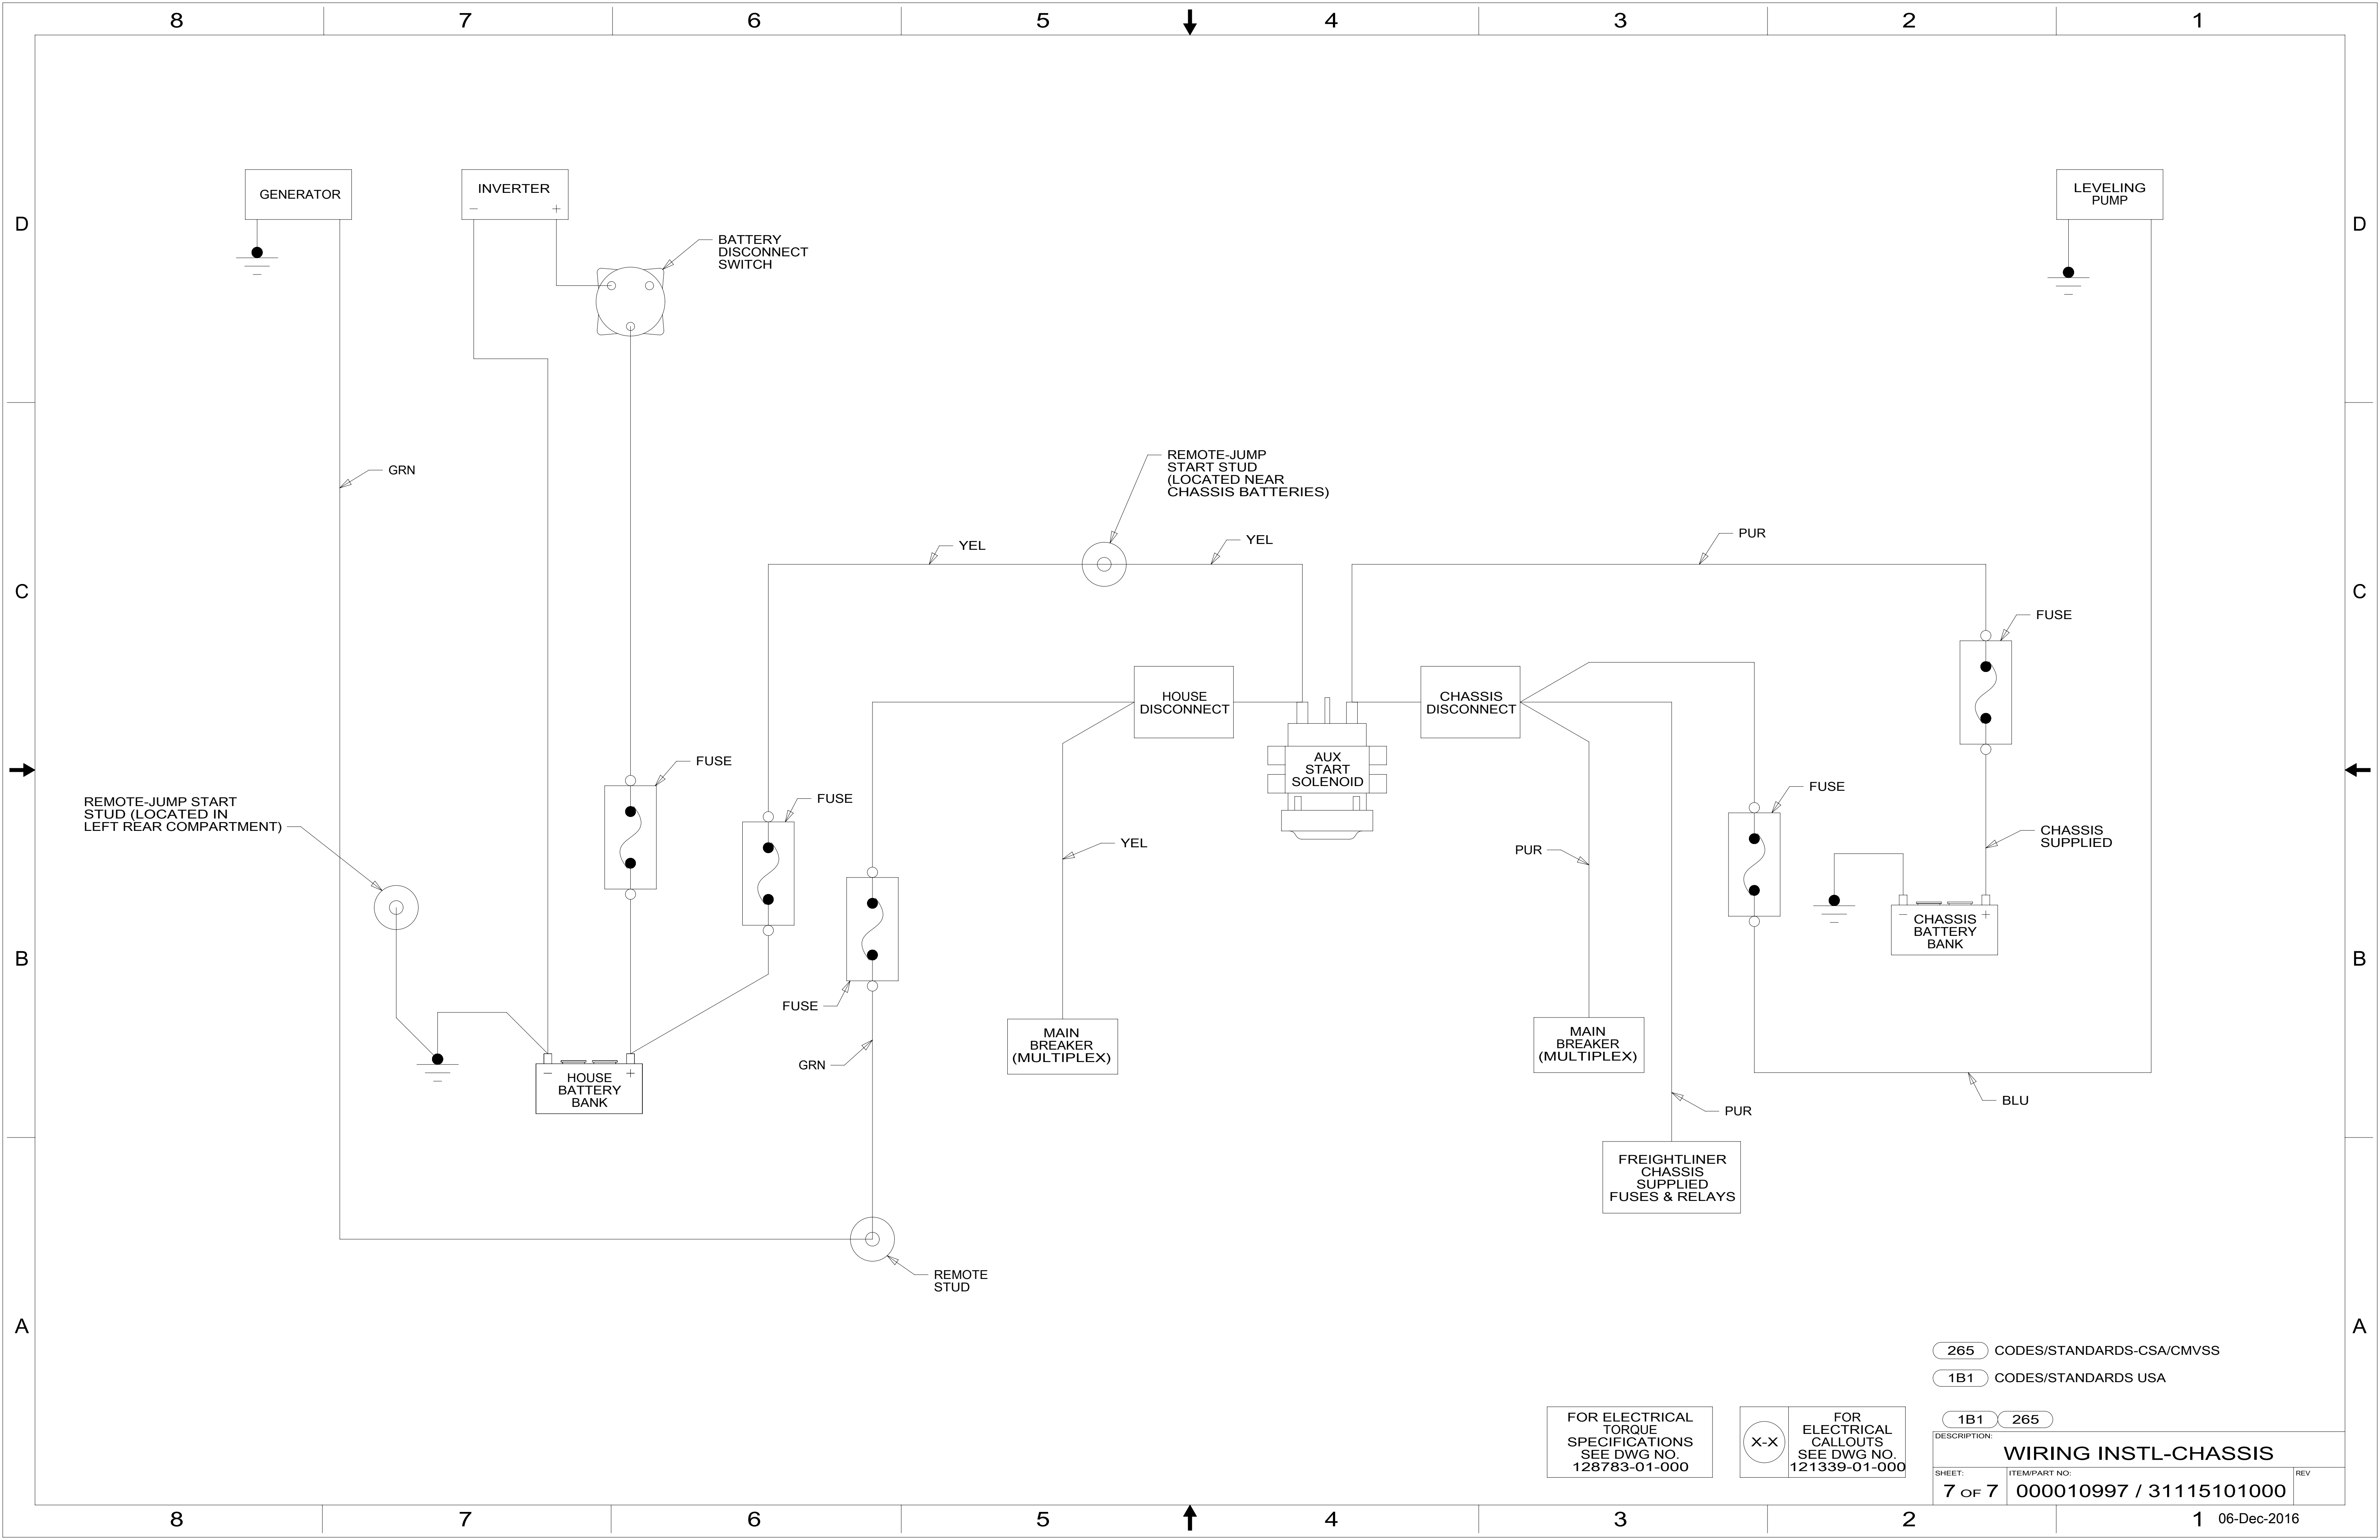 8 7 6 5 4 3 2 1
D
D
GENERATOR
INVERTER
- +
LEVELING
PUMP
BATTERY
DISCONNECT
SWITCH
GRN
REMOTE-JUMP
START STUD
(LOCATED NEAR
CHASSIS BATTERIES)
YEL
YEL
PUR
C
C
FUSE
HOUSE
DISCONNECT
CHASSIS
DISCONNECT
AUX
START
SOLENOID
FUSE
FUSE
FUSE
REMOTE-JUMP START
STUD (LOCATED IN
LEFT REAR COMPARTMENT)
YEL
PUR
CHASSIS
SUPPLIED
- +
CHASSIS
BATTERY
BANK
B
B
FUSE
GRN
MAIN
BREAKER
(MULTIPLEX)
MAIN
BREAKER
(MULTIPLEX)
- +
HOUSE
BATTERY
BANK
BLU
PUR
FREIGHTLINER
CHASSIS
SUPPLIED
FUSES & RELAYS
REMOTE
STUD
A
A
265 CODES/STANDARDS-CSA/CMVSS
1B1 CODES/STANDARDS USA
FOR ELECTRICAL
TORQUE
SPECIFICATIONS
SEE DWG NO.
128783-01-000
X-X
FOR
ELECTRICAL
CALLOUTS
SEE DWG NO.
121339-01-000
1B1 265
DESCRIPTION:
WIRING INSTL-CHASSIS
SHEET:
7 OF 7
ITEM/PART NO:
000010997 / 31115101000
REV
8 7 6 5 4 3 2 1
06-Dec-2016